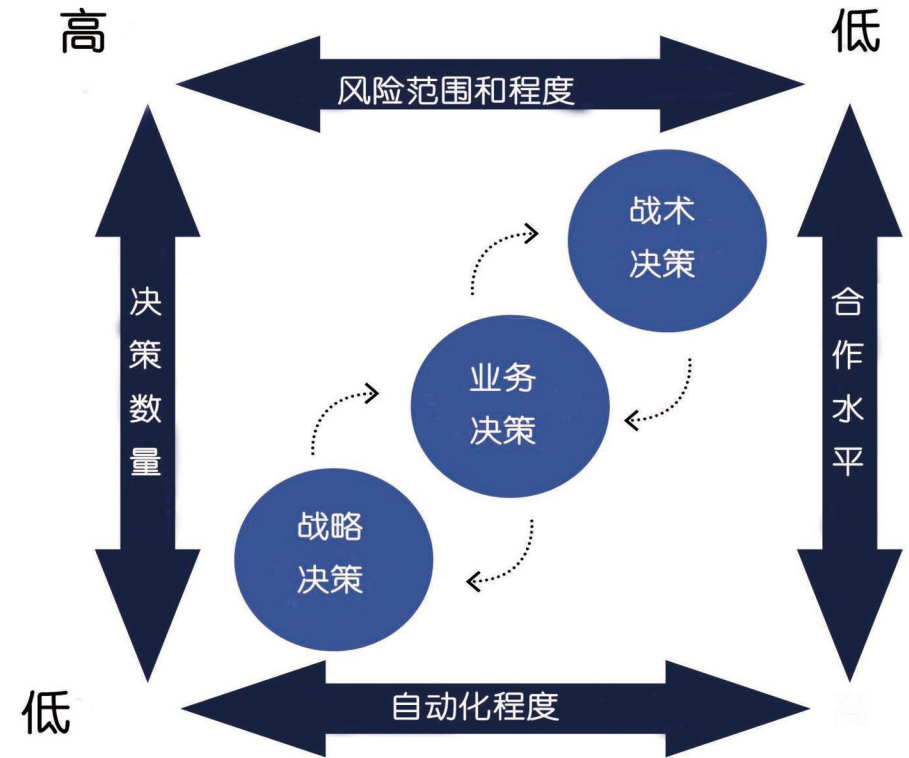 高
低
风险范围和程度
战术
决策
决策数量
合作水平
业务
决策
战略
决策
低
自动化程度
高